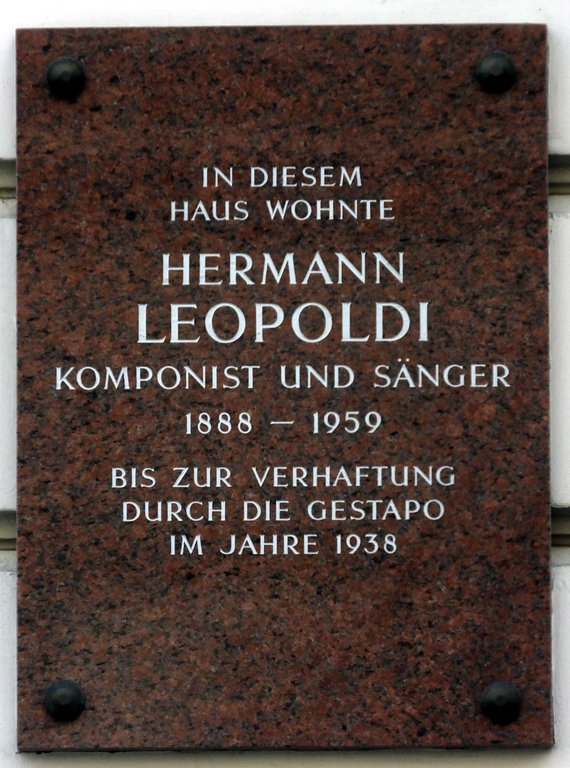 IN DIESEM
HAUS WOHNTE
HERMANN
LEOPOLDI
KOMPONIST UND SÄNGER
1888 – 1959
BIS ZUR VERHAFTUNG
DURCH DIE GESTAPO
IM JAHRE 1938